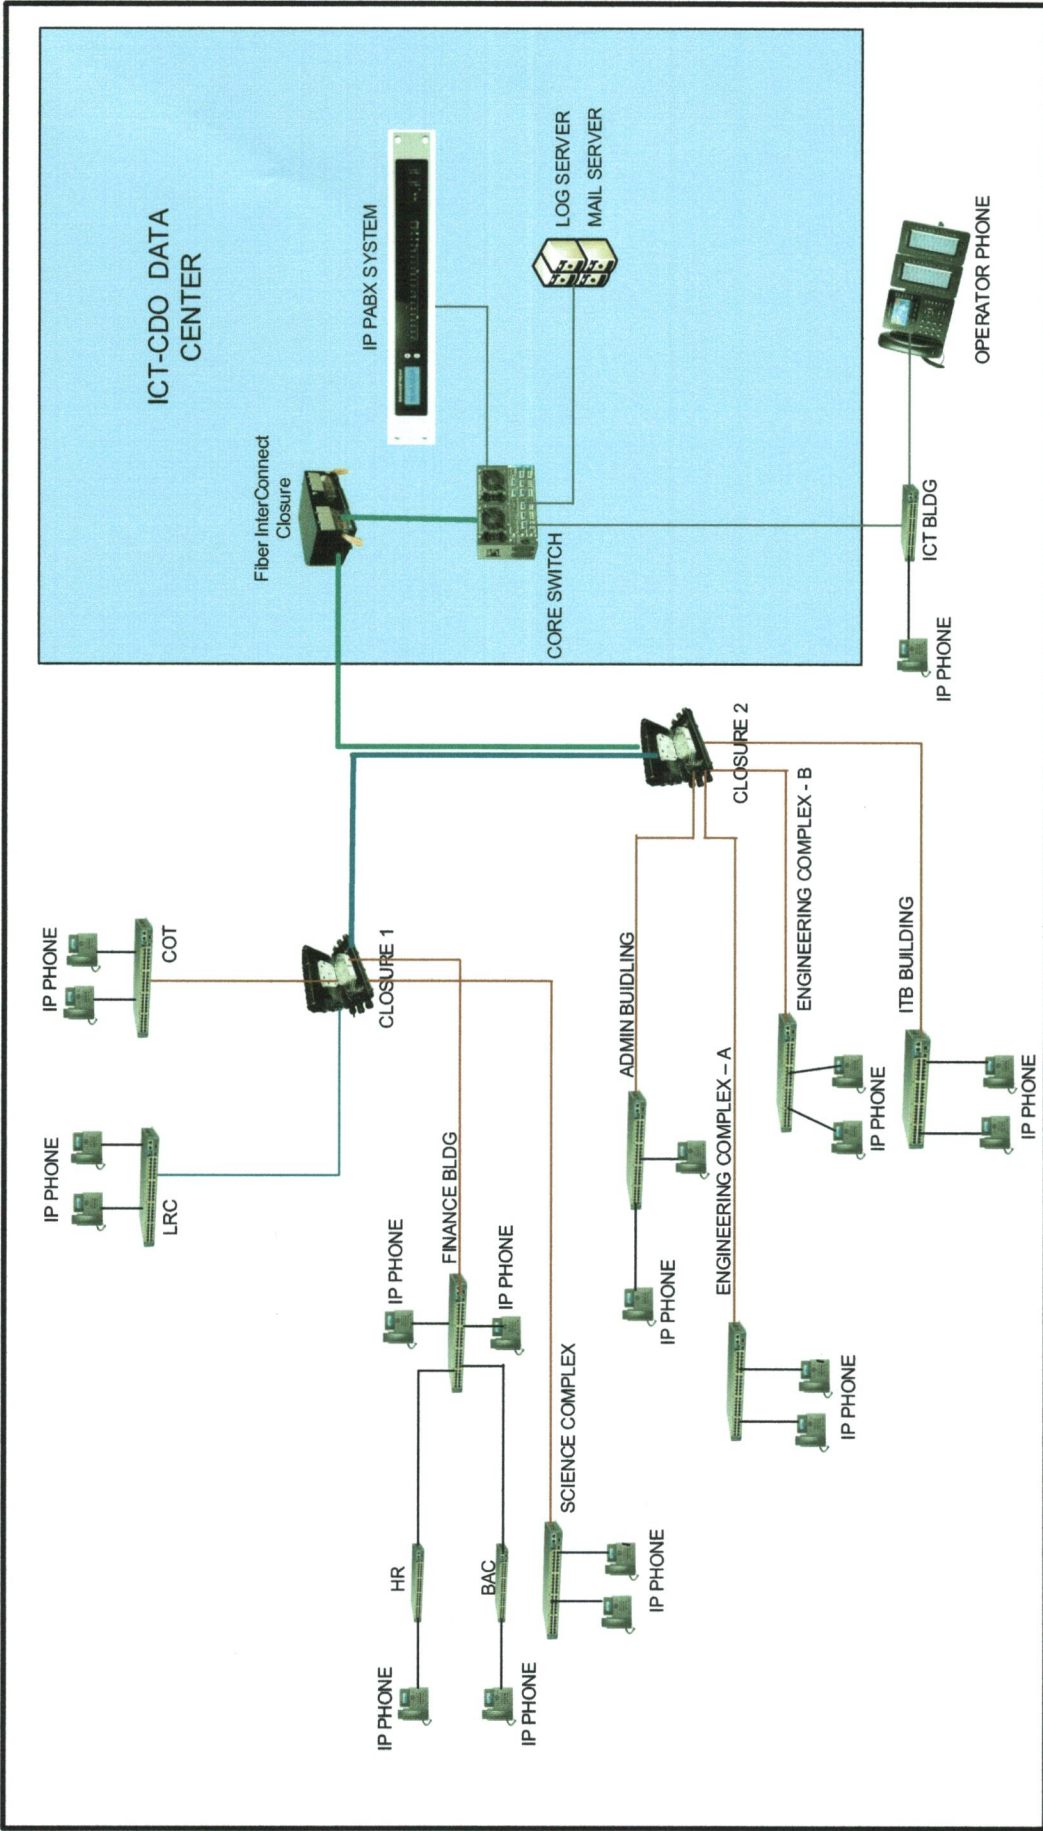 ICT-CDO DATA
CENTER
Fiber InterConnect
Closure
IP PABX SYSTEM
CORE SWITCH
LOG SERVER
MAIL SERVER
IP PHONE
ICT BLDG
OPERATOR PHONE
IP PHONE
COT
CLOSURE 1
CLOSURE 2
IP PHONE
LRC
IP PHONE
FINANCE BLDG
IP PHONE
HR
IP PHONE
BAC
IP PHONE
SCIENCE COMPLEX
IP PHONE
ADMIN BUIDLING
IP PHONE
ENGINEERING COMPLEX – A
IP PHONE
ENGINEERING COMPLEX - B
IP PHONE
ITB BUILDING
IP PHONE